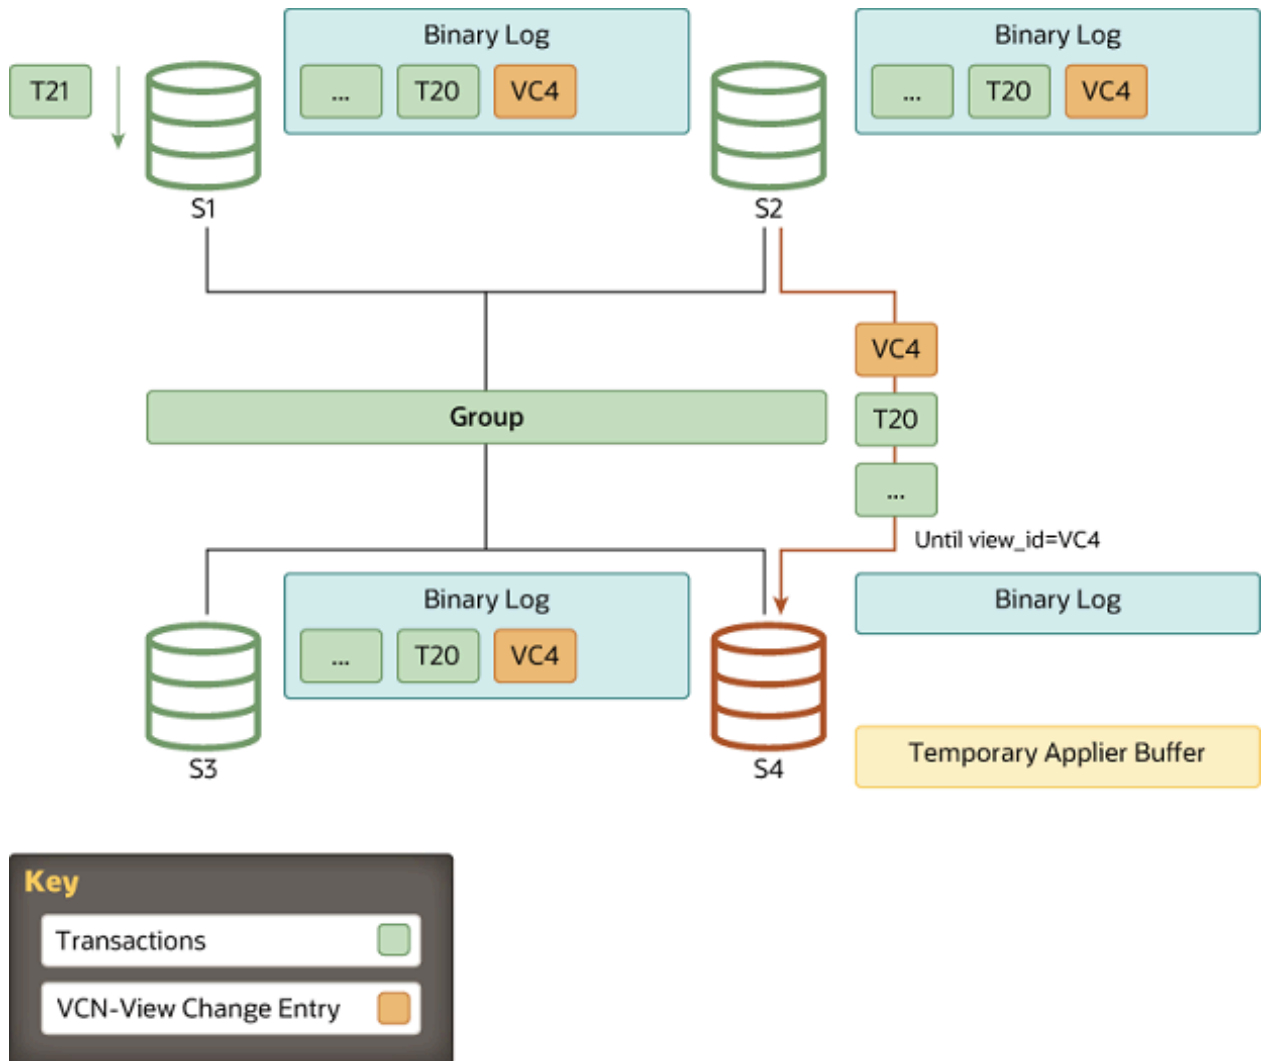 Binary Log
Binary Log
T21
... T20 VC4
... T20 VC4
S1
S2
VC4
T20
...
Group
Until view_id=VC4
Binary Log
Binary Log
... T20 VC4
Temporary Applier Buffer
S3
S4
Key
Transactions
VCN-View Change Entry